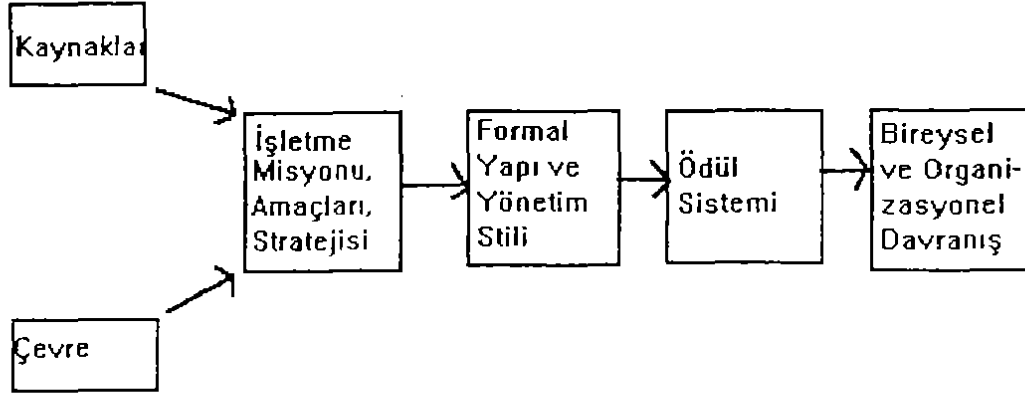 Kaynakla
İşletme
Misyonu,
Amaçları,
Stratejisi
Formal
Yapı ve
Yönetim
Stili
Ödül
Sistemi
Bireysel
ve Organi-
zasyonel
Davranış
Çevre